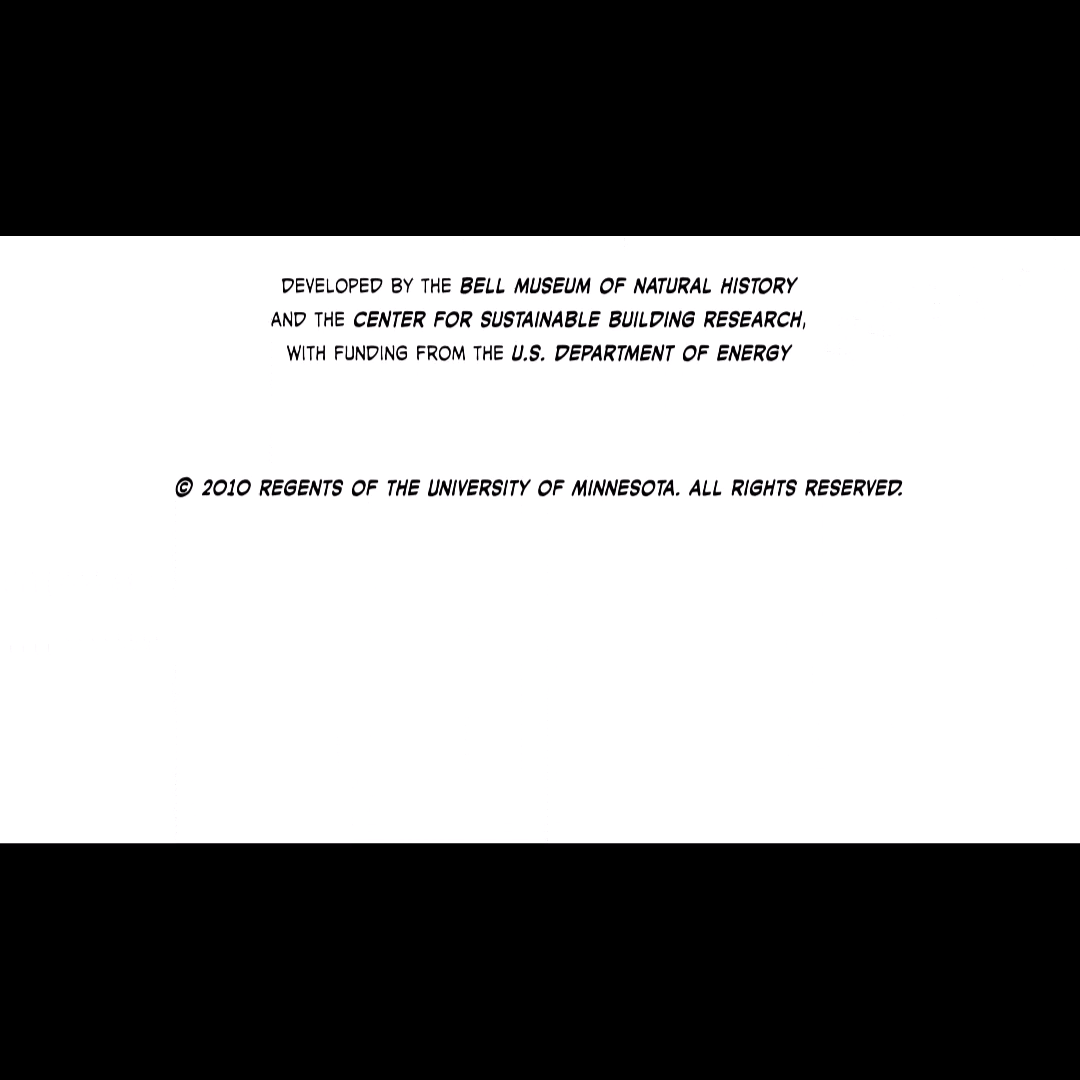 DEVELOPED BY THE BELL MUSEUM OF NATURAL HISTORY
AND THE CENTER FOR SUSTAINABLE BUILDING RESEARCH,
WITH FUNDING FROM THE U.S. DEPARTMENT OF ENERGY
© 2010 REGENTS OF THE UNIVERSITY OF MINNESOTA. ALL RIGHTS RESERVED.